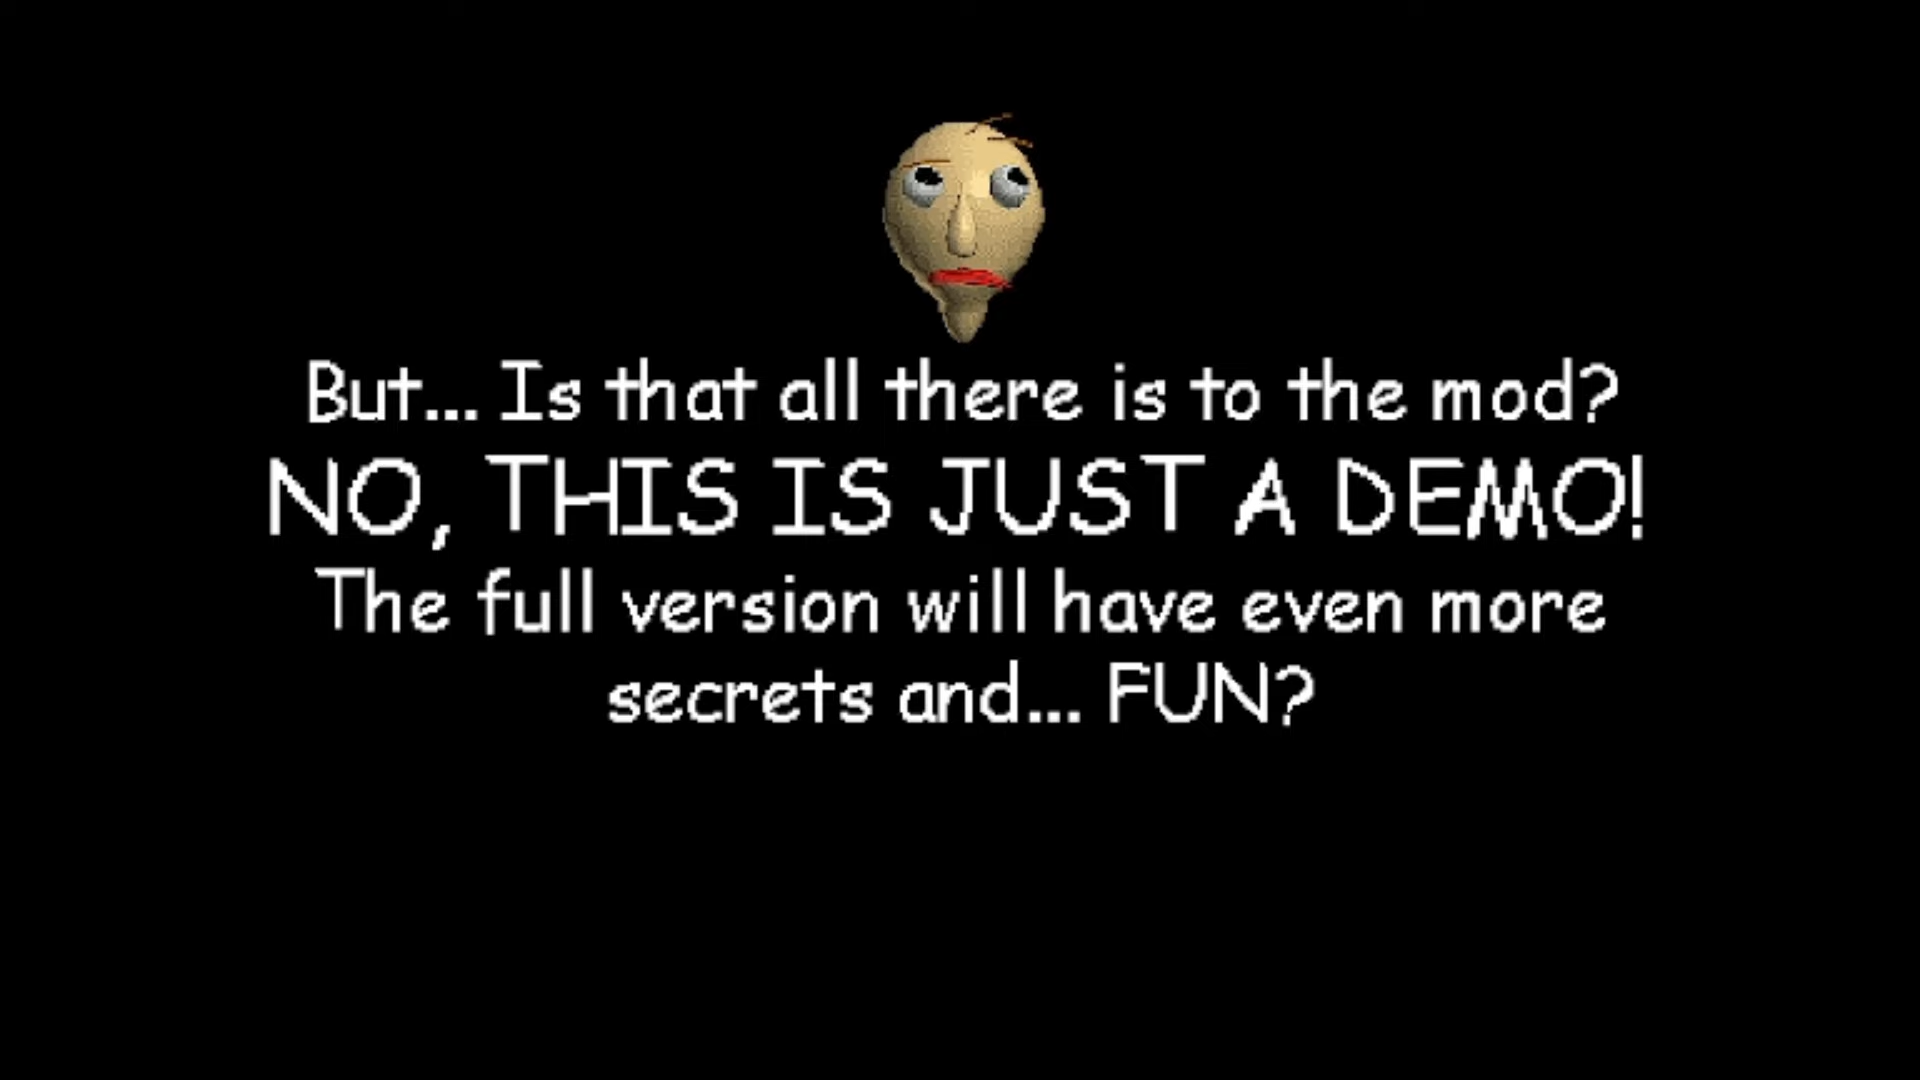 But... Is that all there is to the mod?
NO, THIS IS JUST A DEMO!
The full version will have even more
secrets and... FUN?